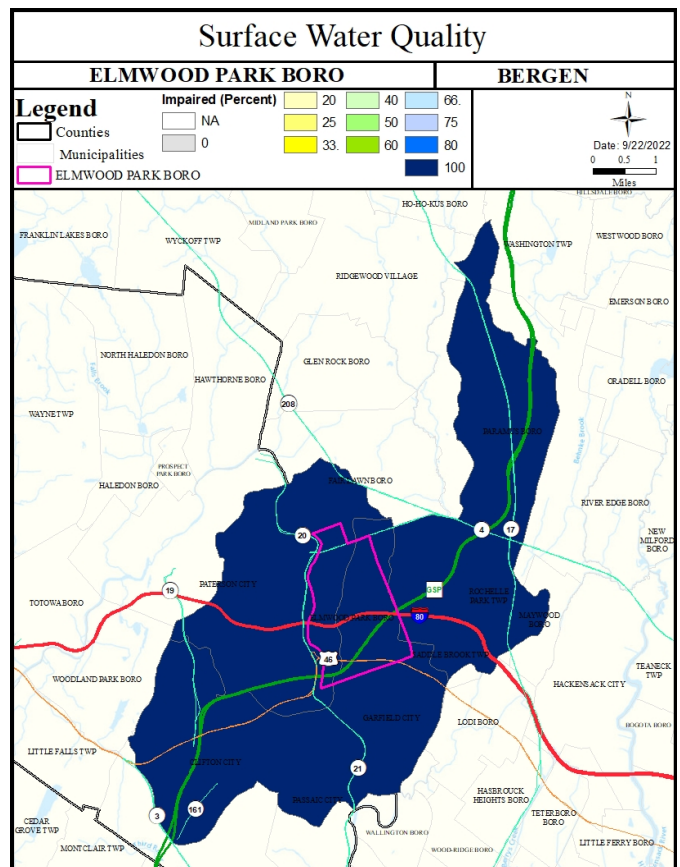 Surface Water Quality
ELMWOOD PARK BORO
BERGEN
Legend
Counties
Municipalities
ELMWOOD PARK BORO
Impaired (Percent)
NA
0
20
25
33.
40
50
60
66.
75
80
100
N
Date: 9/22/2022
0 0.5 1
Miles
HILLSDALE BORO
HO-HO-KUS BORO
MIDLAND PARK BORO
FRANKLIN LAKES BORO
WYCKOFF TWP
WASHINGTON TWP
WESTWOOD BORO
RIDGEWOOD VILLAGE
EMERSON BORO
NORTH HALEDON BORO
GLEN ROCK BORO
HAWTHORNE BORO
ORADELL BORO
208
WAYNE TWP
PARAMUS BORO
PROSPECT
PARK BORO
HALEDON BORO
FAIR LAWN BORO
RIVER EDGE BORO
4
17
20
NEW
MILFORD
BORO
PATERSON CITY
19
GSP
ROCHELLE
PARK TWP
TOTOWA BORO
ELMWOOD PARK BORO
80
MAYWOOD
BORO
46
SADDLE BROOK TWP
TEANECK
TWP
WOODLAND PARK BORO
HACKENSACK CITY
GARFIELD CITY
LODI BORO
BOGOTA BORO
LITTLE FALLS TWP
CLIFTON CITY
21
HASBROUCK
HEIGHTS BORO
PASSAIC CITY
161
3
TETERBORO
BORO
CEDAR
GROVE TWP
WALLINGTON BORO
MONTCLAIR TWP
WOOD-RIDGE BORO
LITTLE FERRY BORO